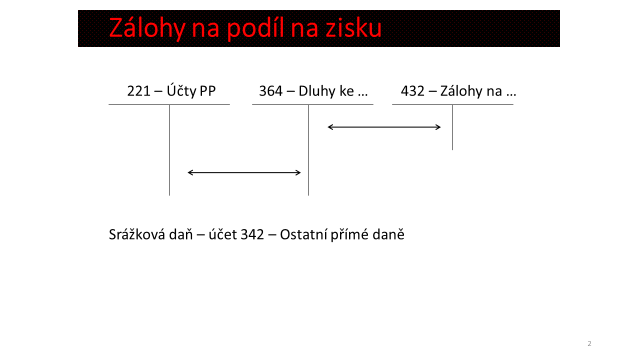 Zálohy na podíl na zisku
221 – Účty PP
364 – Dluhy ke …
432 – Zálohy na …
Srážková daň – účet 342 – Ostatní přímé daně
2